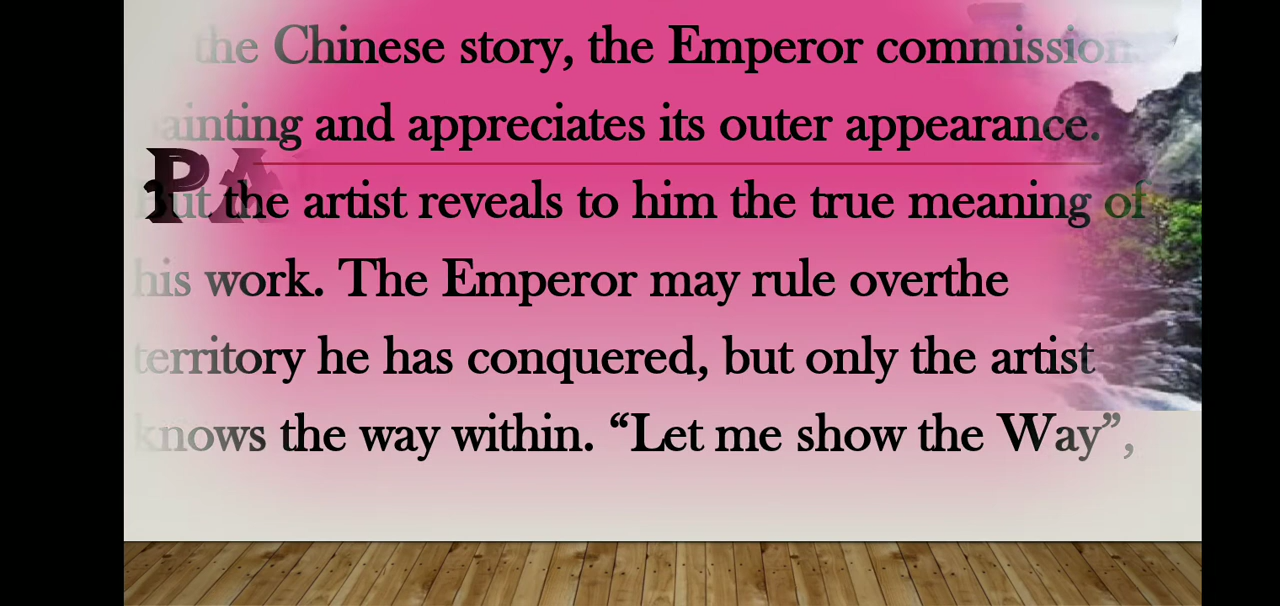 the Chinese story, the Emperor commission
ainting and appreciates its outer appearance.
PA
But the artist reveals to him the true meaning of
his work. The Emperor may rule overthe
territory he has conquered, but only the artist
knows the way within. “Let me show the Way”,